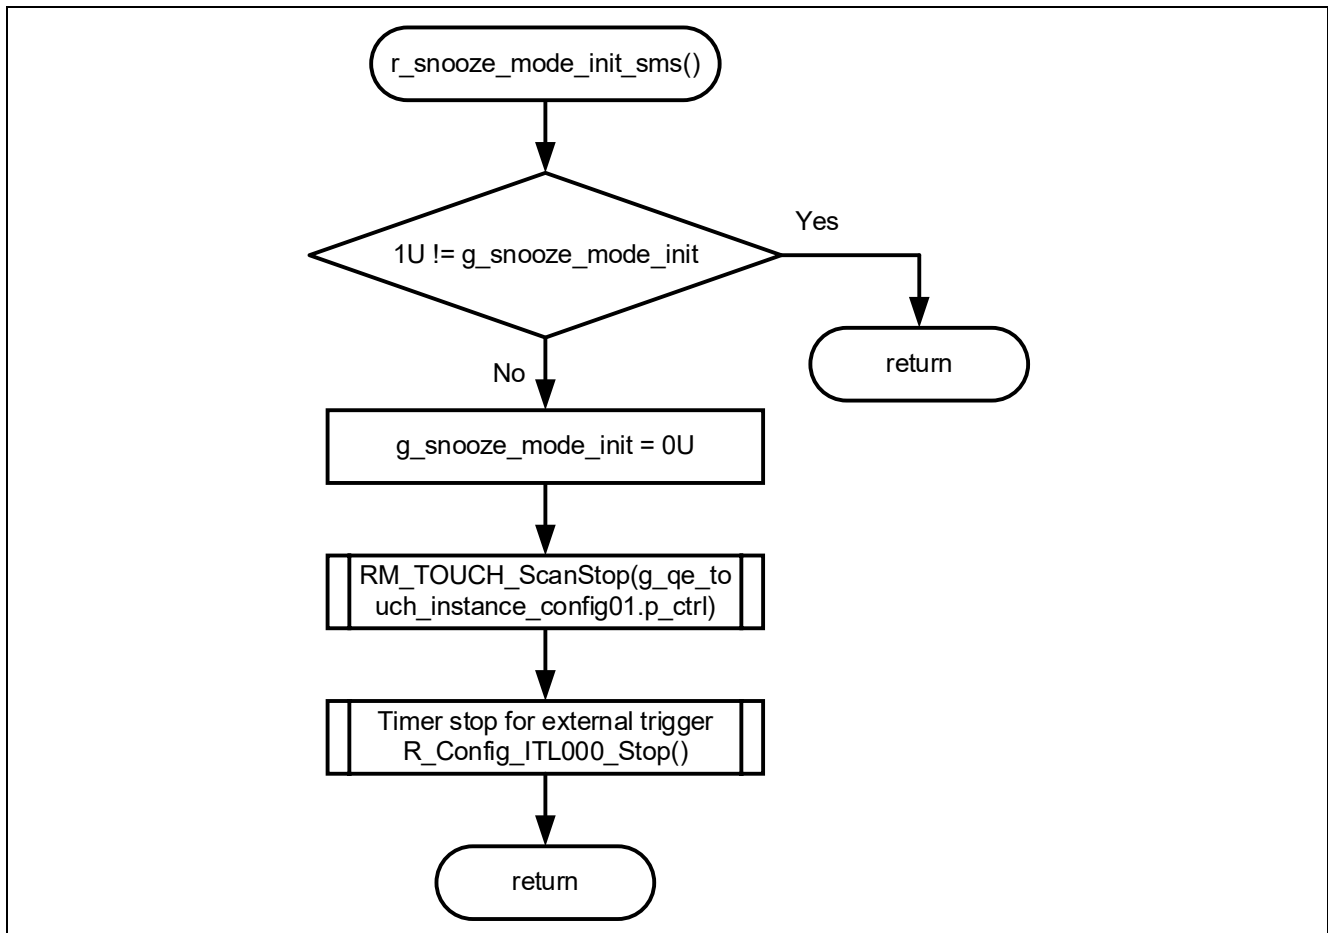 r_snooze_mode_init_sms()
1U != g_snooze_mode_init
Yes
return
No
g_snooze_mode_init = 0U
RM_TOUCH_ScanStop(g_qe_to
uch_instance_config01.p_ctrl)
Timer stop for external trigger
R_Config_ITL000_Stop()
return